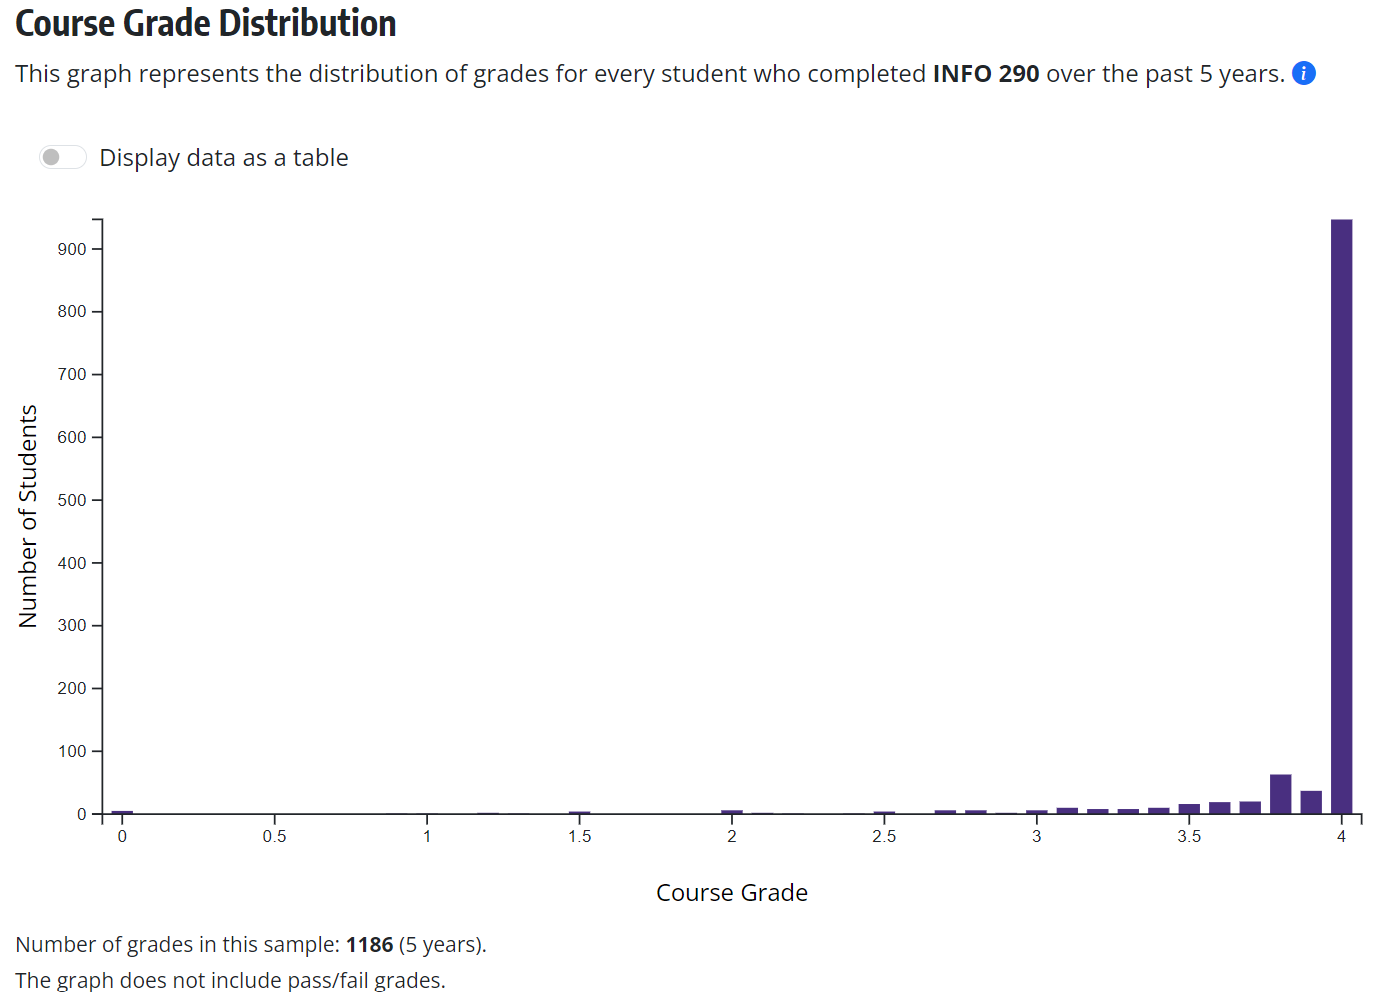 Course Grade Distribution
This graph represents the distribution of grades for every student who completed INFO 290 over the past 5 years. i
Display data as a table
Number of Students
900
800
700
600
500
400
300
200
100
0
0 0.5 1 1.5 2 2.5 3 3.5 4
Course Grade
Number of grades in this sample: 1186 (5 years).
The graph does not include pass/fail grades.